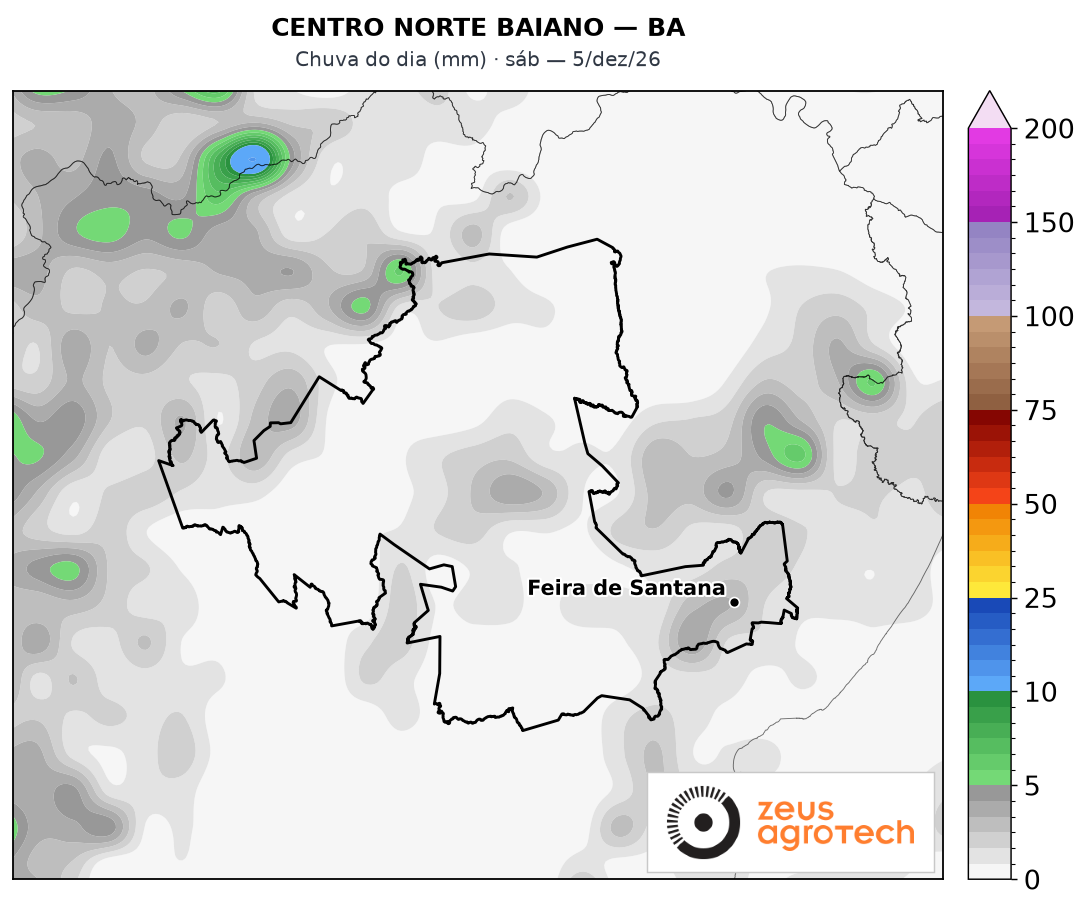 CENTRO NORTE BAIANO — BA
Chuva do dia (mm) · sáb — 5/dez/26
200
150
100
75
50
25
10
5
0
Feira de Santana
zeus
agrotech